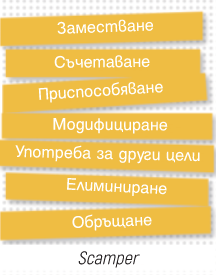 Заместване
Съчетаване
Приспособяване
Модифициране
Употреба за други цели
Елиминиране
Обръщане
Scamper